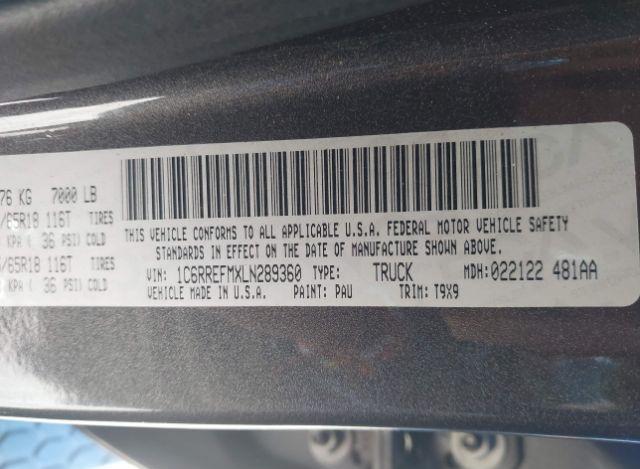 76 KG 7000 LB
/65R18 116T TIRES
KPA ( 36 PSI) COLD
/65R18 116T TIRES
KPA ( 36 PSI) COLD
THIS VEHICLE CONFORMS TO ALL APPLICABLE U.S.A. FEDERAL MOTOR VEHICLE SAFETY
STANDARDS IN EFFECT ON THE DATE OF MANUFACTURE SHOWN ABOVE.
VIN: 1C6RREFMXLN289360 TYPE: TRUCK MDH: 022122 481AA
VEHICLE MADE IN U.S.A. PAINT: PAU TRIM: T9X9